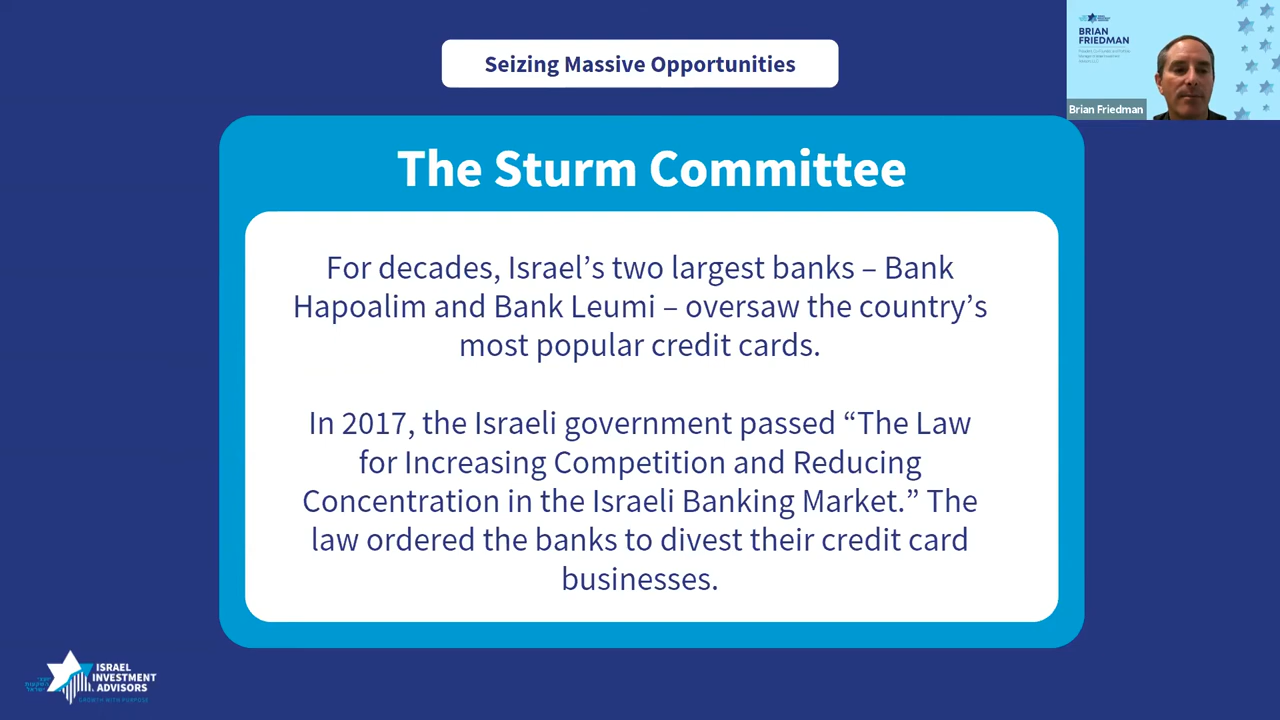 Seizing Massive Opportunities
The Sturm Committee
For decades, Israel’s two largest banks – Bank
Hapoalim and Bank Leumi – oversaw the country’s
most popular credit cards.
In 2017, the Israeli government passed “The Law
for Increasing Competition and Reducing
Concentration in the Israeli Banking Market.” The
law ordered the banks to divest their credit card
businesses.
BRIAN
FRIEDMAN
Brian Friedman
ISRAEL
INVESTMENT
ADVISORS
GROWTH WITH PURPOSE